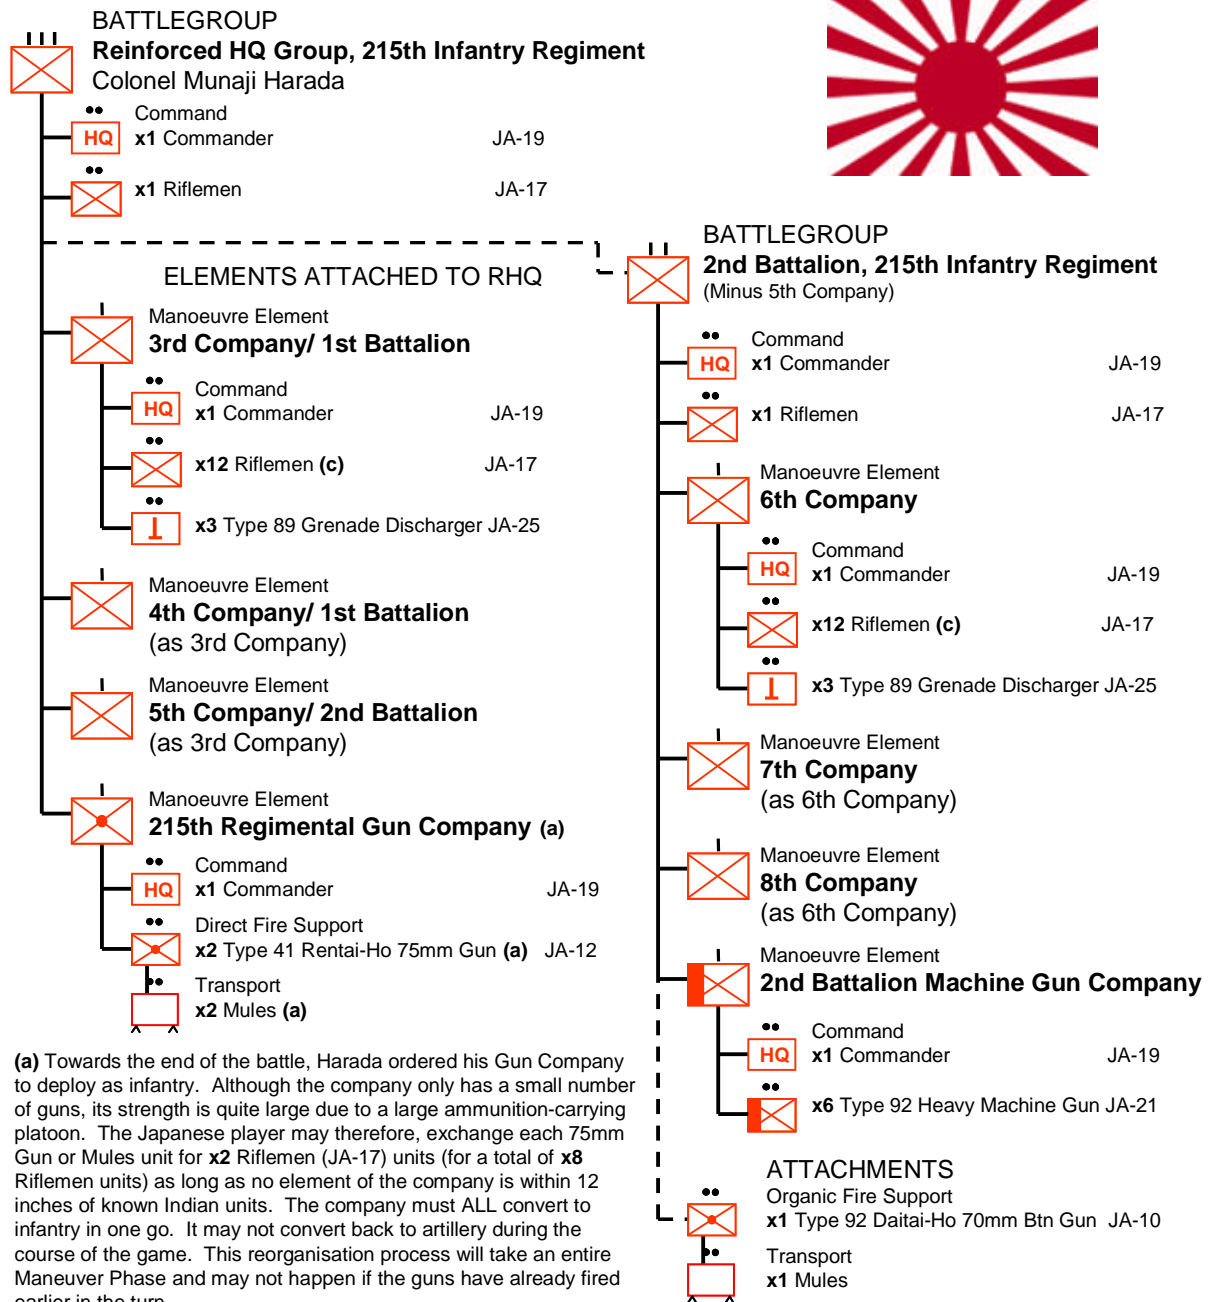 BATTLEGROUP
Reinforced HQ Group, 215th Infantry Regiment
Colonel Munaji Harada
Command
HQ x1 Commander JA-19
x1 Riflemen JA-17
ELEMENTS ATTACHED TO RHQ
Manoeuvre Element
3rd Company/ 1st Battalion
Command
HQ x1 Commander JA-19
x12 Riflemen (c) JA-17
x3 Type 89 Grenade Discharger JA-25
Manoeuvre Element
4th Company/ 1st Battalion
(as 3rd Company)
Manoeuvre Element
5th Company/ 2nd Battalion
(as 3rd Company)
Manoeuvre Element
215th Regimental Gun Company (a)
Command
HQ x1 Commander JA-19
Direct Fire Support
x2 Type 41 Rentai-Ho 75mm Gun (a) JA-12
Transport
x2 Mules (a)
(a) Towards the end of the battle, Harada ordered his Gun Company
to deploy as infantry. Although the company only has a small number
of guns, its strength is quite large due to a large ammunition-carrying
platoon. The Japanese player may therefore, exchange each 75mm
Gun or Mules unit for x2 Riflemen (JA-17) units (for a total of x8
Riflemen units) as long as no element of the company is within 12
inches of known Indian units. The company must ALL convert to
infantry in one go. It may not convert back to artillery during the
course of the game. This reorganisation process will take an entire
Maneuver Phase and may not happen if the guns have already fired
earlier in the turn
BATTLEGROUP
2nd Battalion, 215th Infantry Regiment
(Minus 5th Company)
Command
HQ x1 Commander JA-19
x1 Riflemen JA-17
Manoeuvre Element
6th Company
Command
HQ x1 Commander JA-19
x12 Riflemen (c) JA-17
x3 Type 89 Grenade Discharger JA-25
Manoeuvre Element
7th Company
(as 6th Company)
Manoeuvre Element
8th Company
(as 6th Company)
Manoeuvre Element
2nd Battalion Machine Gun Company
Command
HQ x1 Commander JA-19
x6 Type 92 Heavy Machine Gun JA-21
ATTACHMENTS
Organic Fire Support
x1 Type 92 Daitai-Ho 70mm Btn Gun JA-10
Transport
x1 Mules